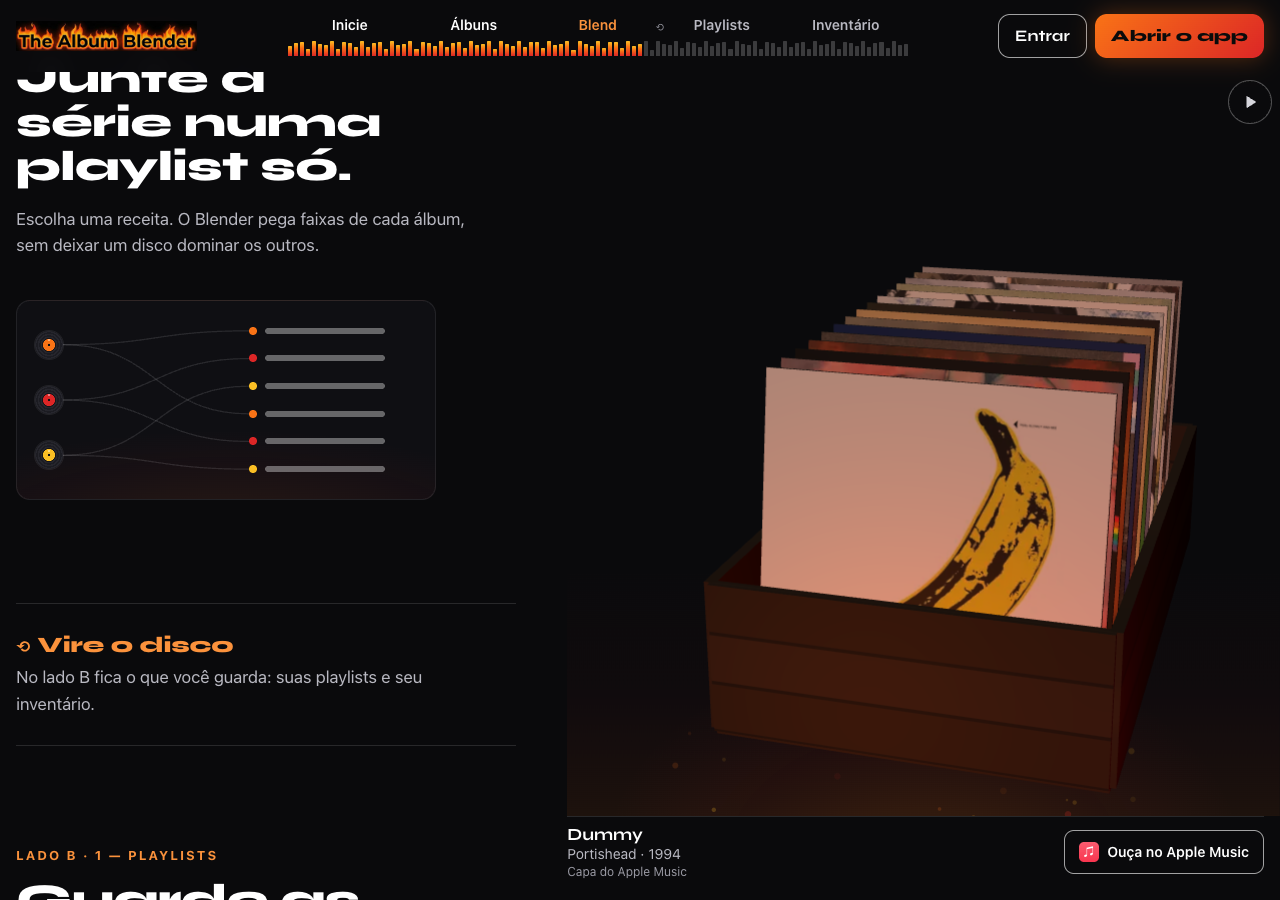 The Album Blender
Inicie
Álbuns
Blend
Playlists
Inventário
Entrar
Abrir o app
Junte a
série numa
playlist só.
Escolha uma receita. O Blender pega faixas de cada álbum,
sem deixar um disco dominar os outros.
Vire o disco
No lado B fica o que você guarda: suas playlists e seu
inventário.
LADO B · 1 — PLAYLISTS
Guarde as
Dummy
Portishead · 1994
Capa do Apple Music
Ouça no Apple Music